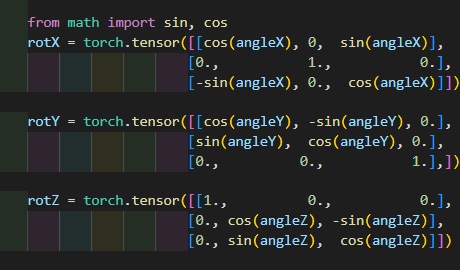 from math import sin, cos
rotX = torch.tensor([[cos(angleX), 0, sin(angleX)],
[0., 1., 0.],
[-sin(angleX), 0., cos(angleX)]])
rotY = torch.tensor([[cos(angleY), -sin(angleY), 0.],
[sin(angleY), cos(angleY), 0.],
[0., 0., 1.],])
rotZ = torch.tensor([[1., 0., 0.],
[0., cos(angleZ), -sin(angleZ)],
[0., sin(angleZ), cos(angleZ)]])